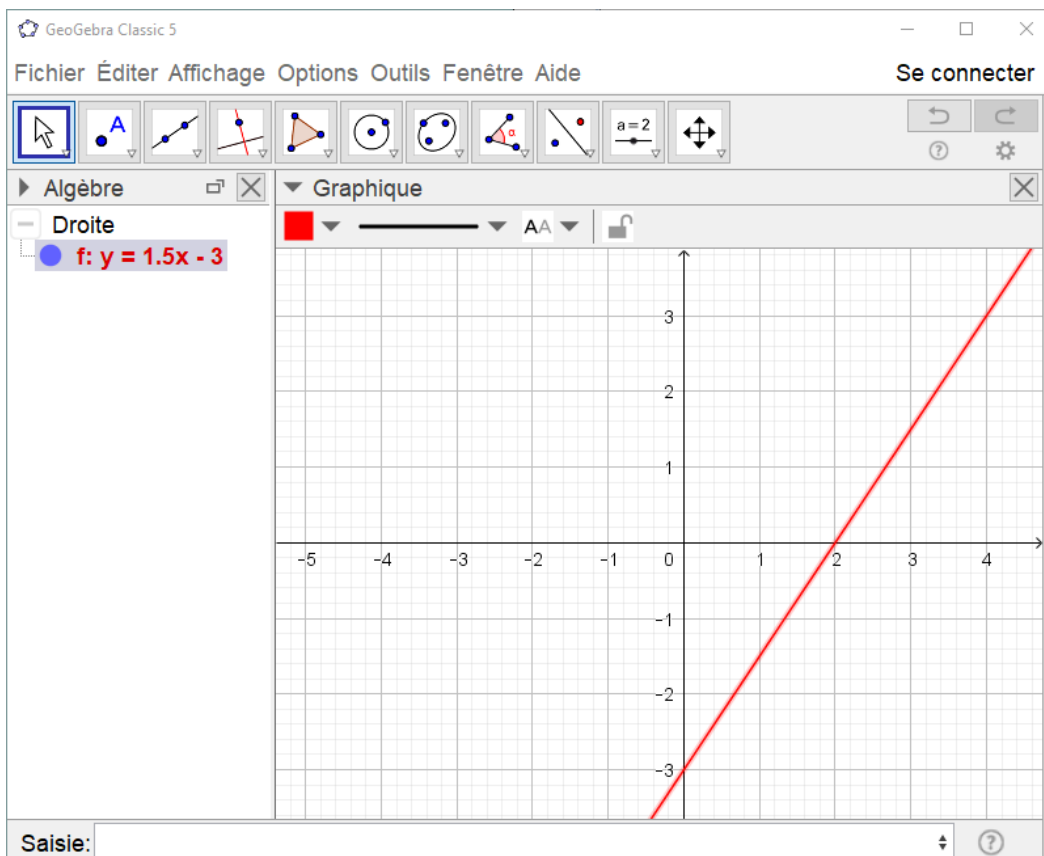 GeoGebra Classic 5
Fichier Éditer Affichage Options Outils Fenêtre Aide Se connecter
A α a=2
Algèbre
Graphique
Droite
AA
f: y = 1.5x - 3
3
2
1
-5 -4 -3 -2 -1 0 1 2 3 4
-1
-2
-3
Saisie: